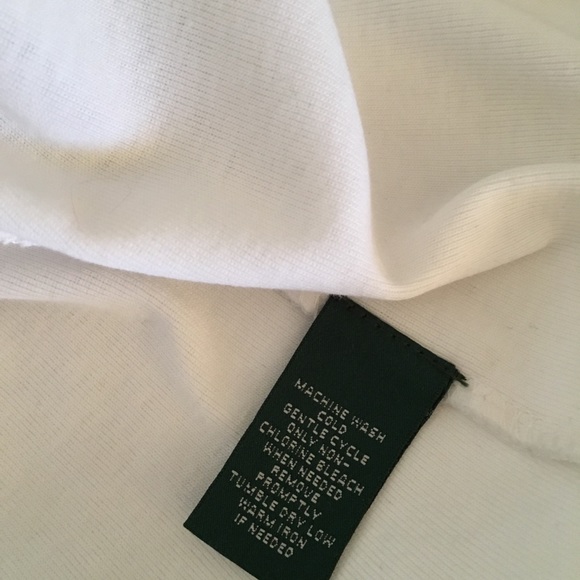 MACHINE WASH
COLD
GENTLE CYCLE
ONLY NON-
CHLORINE BLEACH
WHEN NEEDED
REMOVE
PROMPTLY
TUMBLE DRY LOW
WARM IRON
IF NEEDED